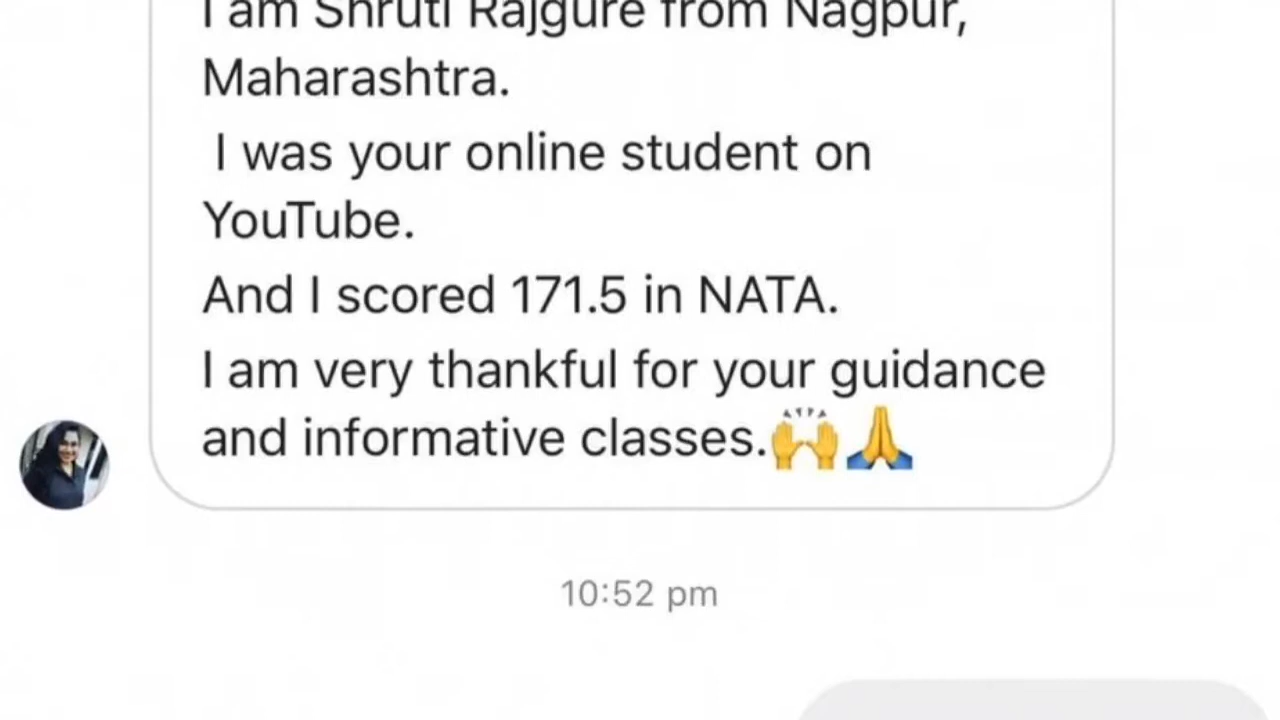 I am Shruti Rajgure from Nagpur,
Maharashtra.
I was your online student on
YouTube.
And I scored 171.5 in NATA.
I am very thankful for your guidance
and informative classes.🙌🙏
10:52 pm